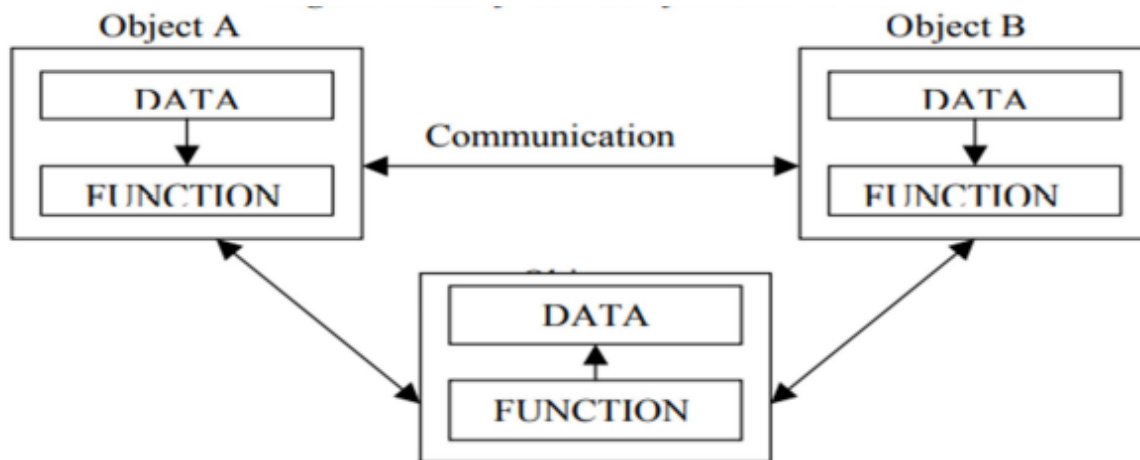 Object A
Object B
DATA
DATA
Communication
FUNCTION
FUNCTION
DATA
FUNCTION